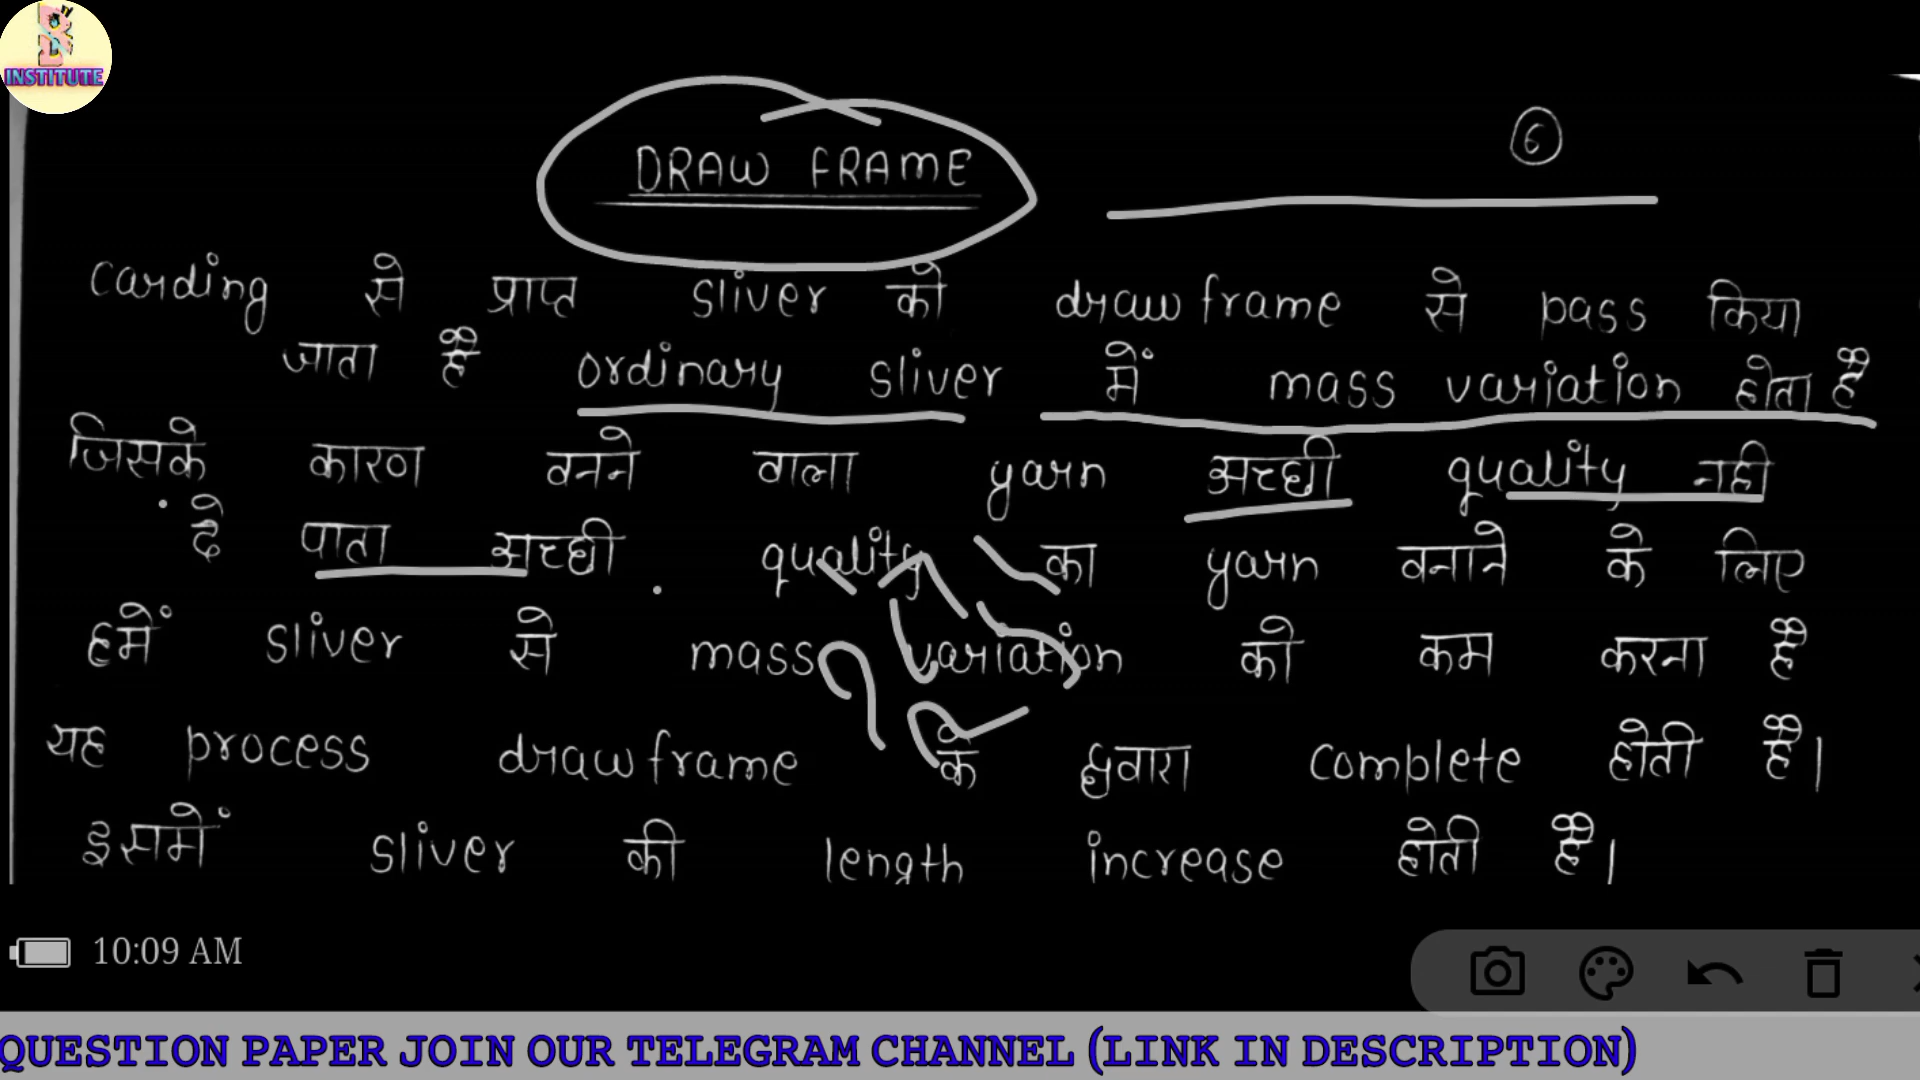 INSTITUTE
DRAW FRAME
6
carding से प्राप्त sliver को draw frame से pass किया
जाता है ordinary sliver में mass variation होता है
जिसके कारण बनने वाला yarn अच्छी quality नही
दे पाता अच्छी quality का yarn बनाने के लिए
हमें sliver से mass variation को कम करना है
यह process draw frame के ध्रुवारा complete होती है।
इसमें sliver की length increase होती है।
10:09 AM
QUESTION PAPER JOIN OUR TELEGRAM CHANNEL (LINK IN DESCRIPTION)